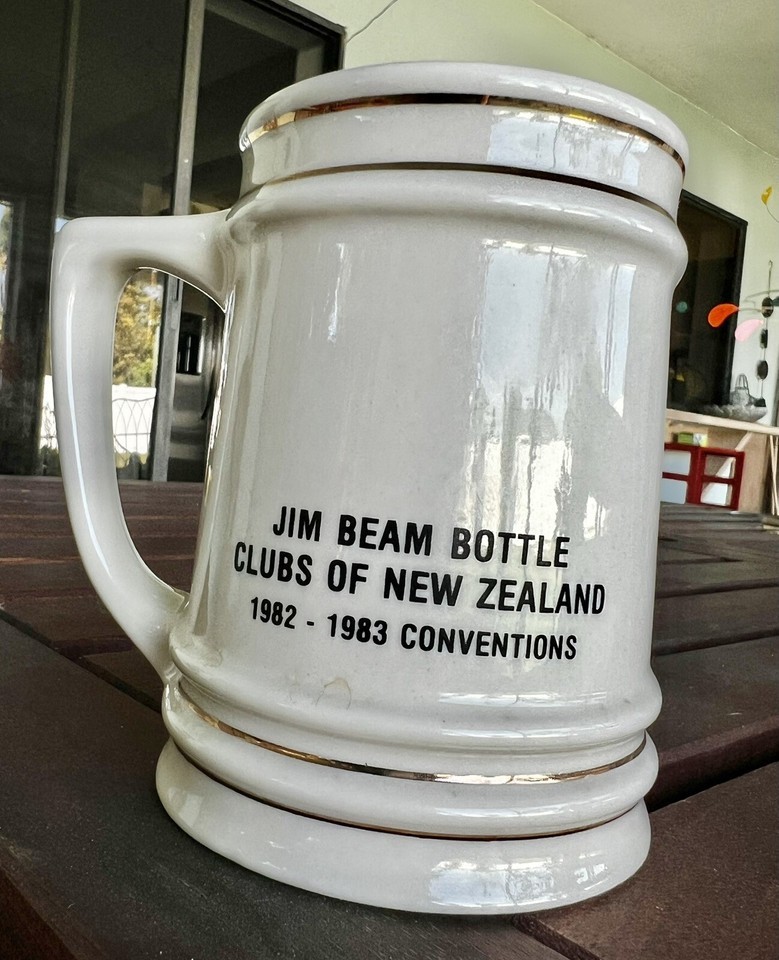 JIM BEAM BOTTLE
CLUBS OF NEW ZEALAND
1982 - 1983 CONVENTIONS